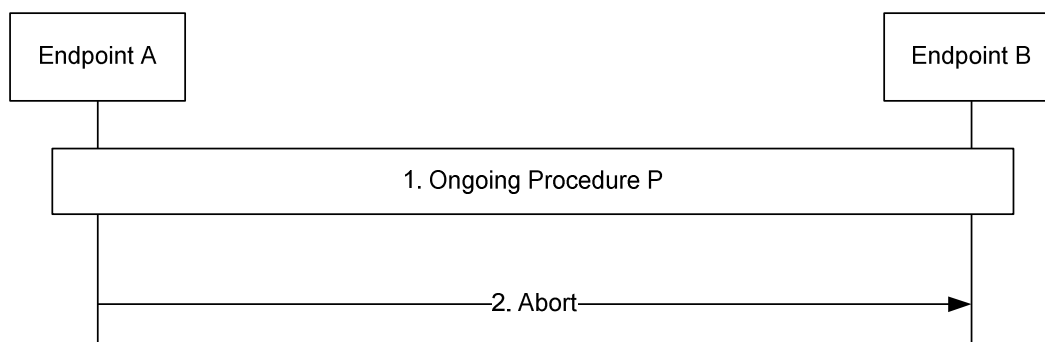 Endpoint A
Endpoint B
1. Ongoing Procedure P
2. Abort